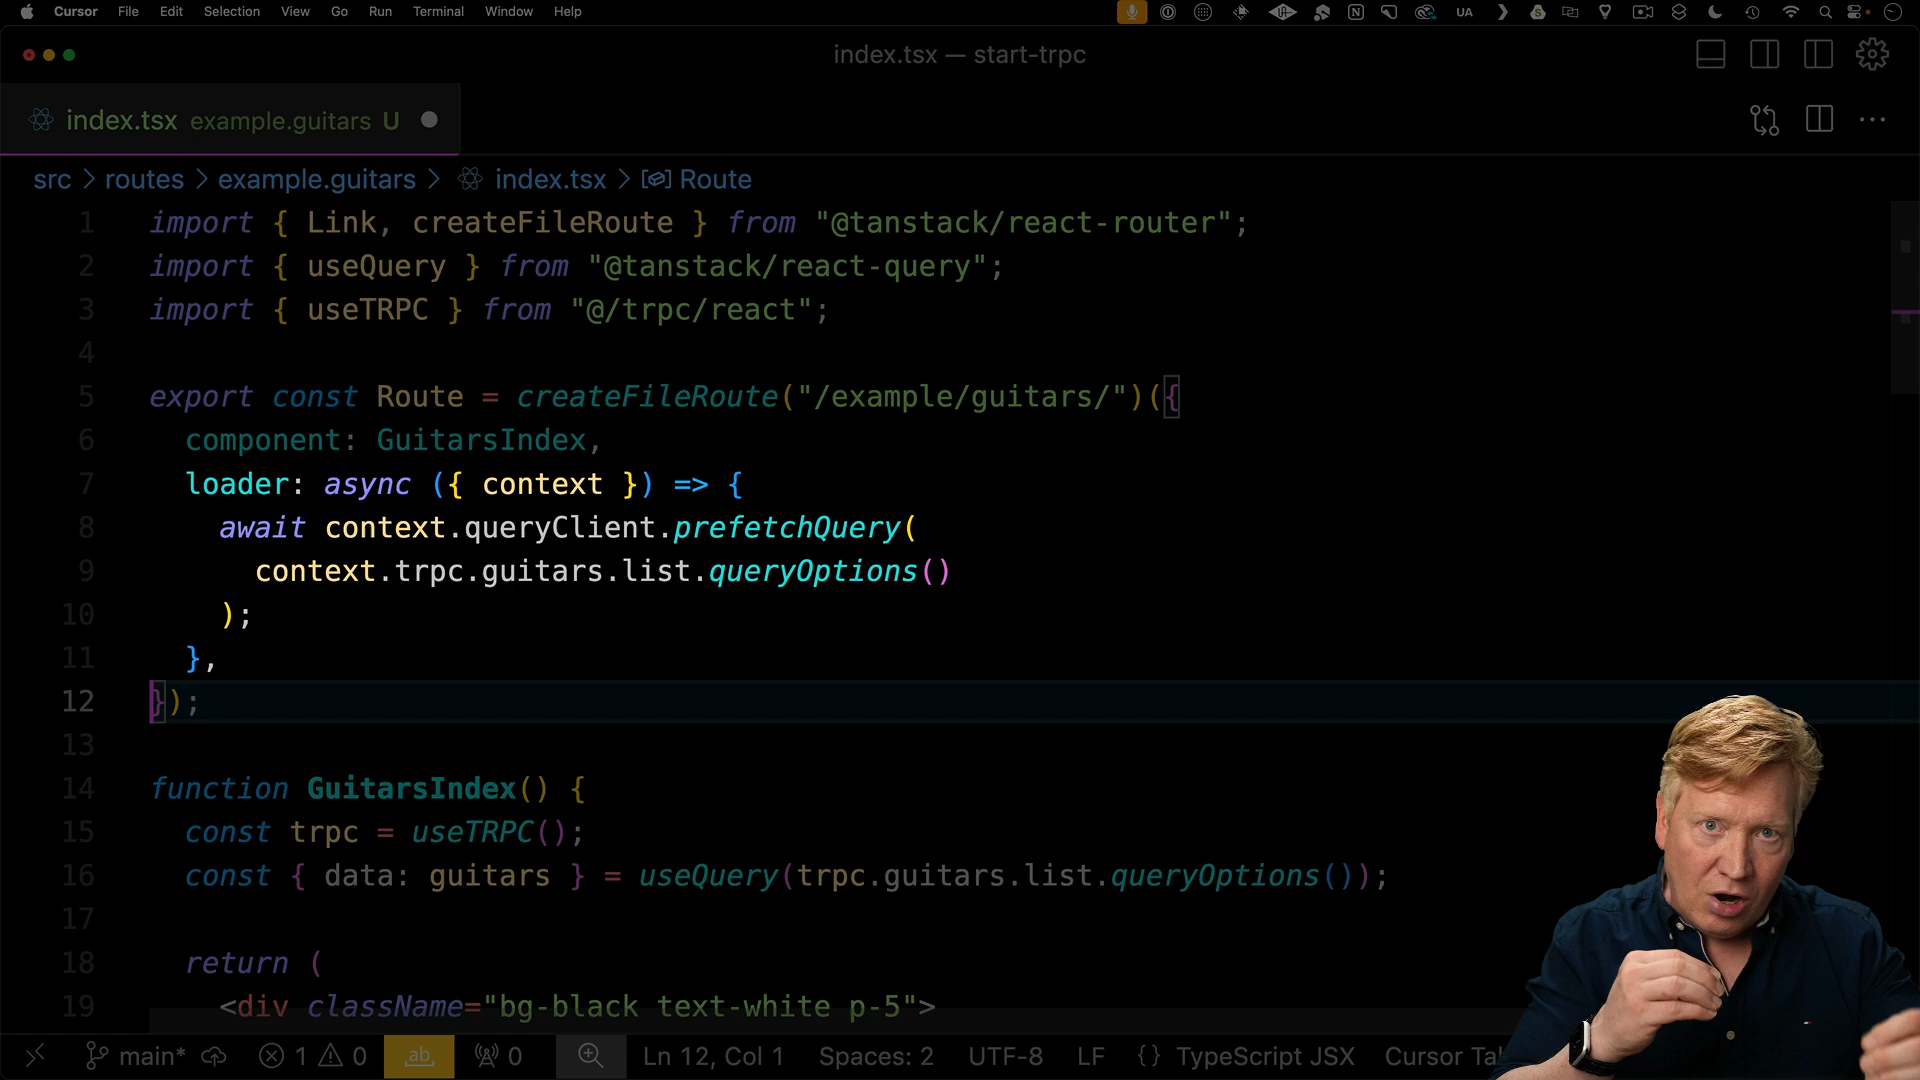 Cursor File Edit Selection View Go Run Terminal Window Help UA
index.tsx — start-trpc
index.tsx example.guitars U
src > routes > example.guitars > index.tsx > Route
1 import { Link, createFileRoute } from "@tanstack/react-router";
2 import { useQuery } from "@tanstack/react-query";
3 import { useTRPC } from "@/trpc/react";
4
5 export const Route = createFileRoute("/example/guitars/")({
6 component: GuitarsIndex,
7 loader: async ({ context }) => {
8 await context.queryClient.prefetchQuery(
9 context.trpc.guitars.list.queryOptions()
10 );
11 },
12 });
13
14 function GuitarsIndex() {
15 const trpc = useTRPC();
16 const { data: guitars } = useQuery(trpc.guitars.list.queryOptions());
17
18 return (
19 <div className="bg-black text-white p-5">
main* 1 0 ab 0 Ln 12, Col 1 Spaces: 2 UTF-8 LF {} TypeScript JSX Cursor